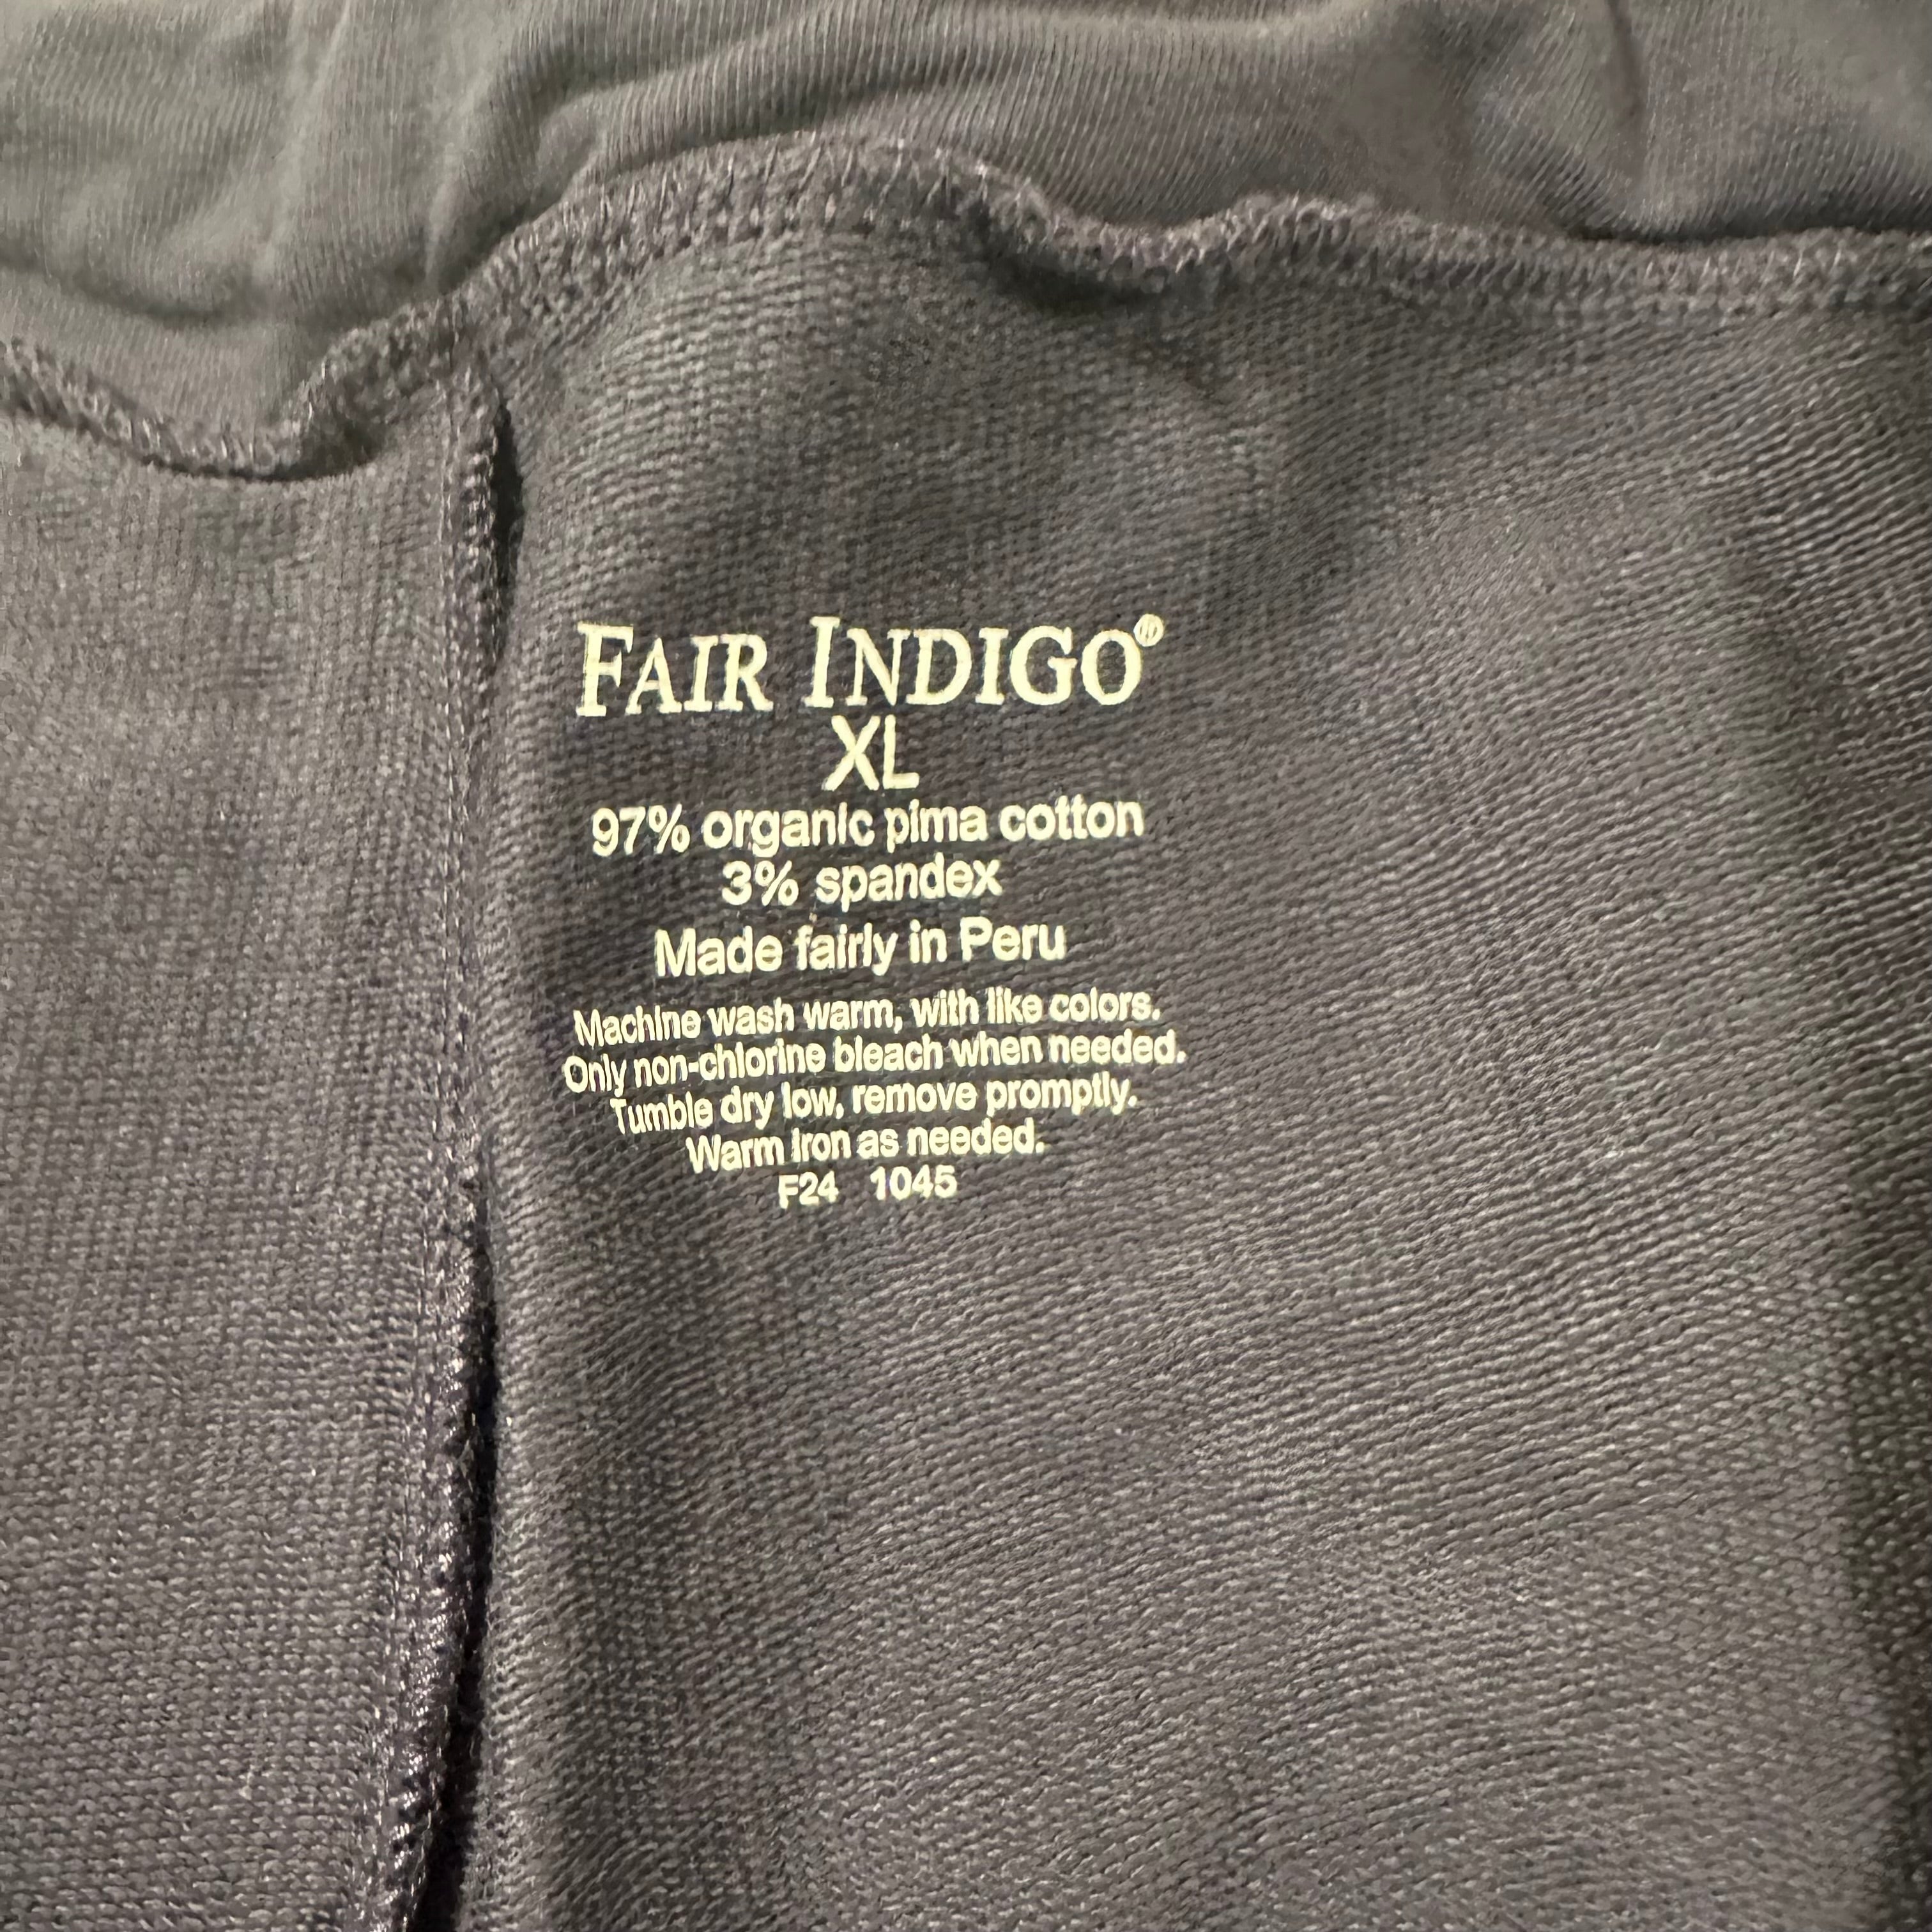 FAIR INDIGO®
XL
97% organic pima cotton
3% spandex
Made fairly in Peru
Machine wash warm, with like colors.
Only non-chlorine bleach when needed.
Tumble dry low, remove promptly.
Warm Iron as needed.
F24 1045